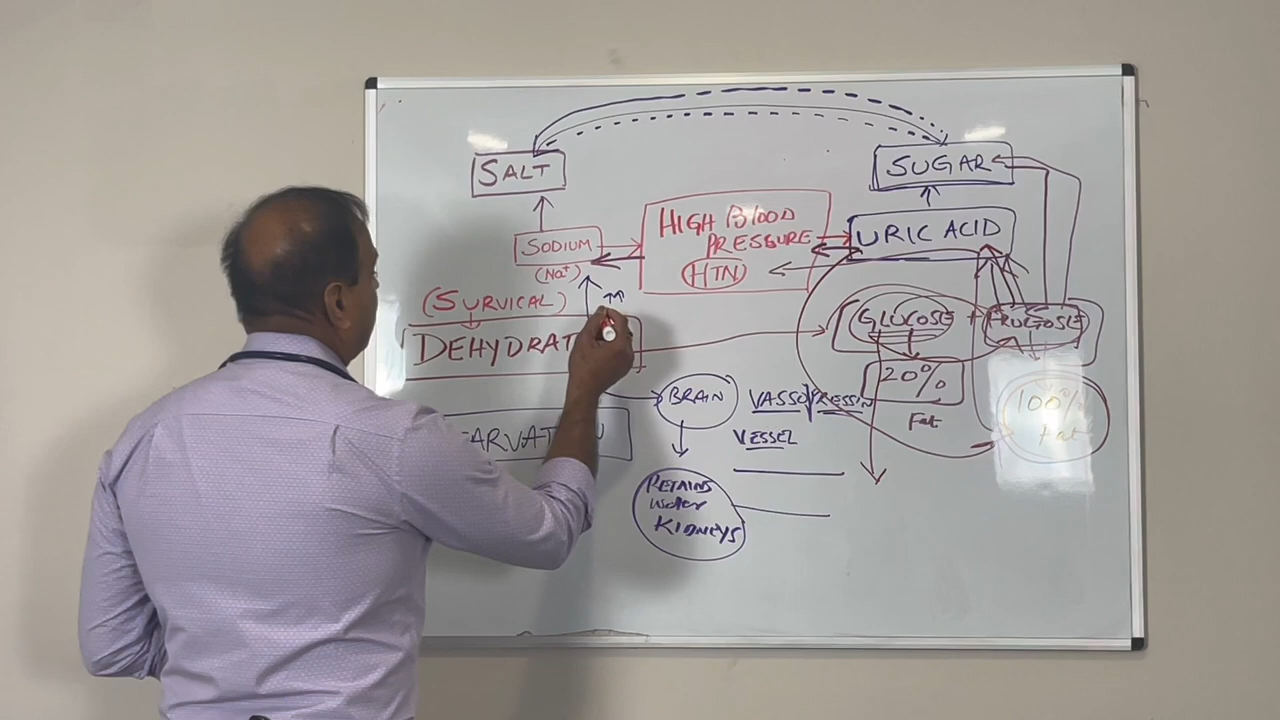 SALT
SUGAR
SODIUM
(Na+)
HIGH BLOOD
PRESSURE
HTN
URIC ACID
(SURVICAL)
GLUCOSE + FRUCTOSE
20%
Fat
100%
Fat
BRAIN
VASSOPRESSIN
VESSEL
RETAINS
Water
KIDNEYS